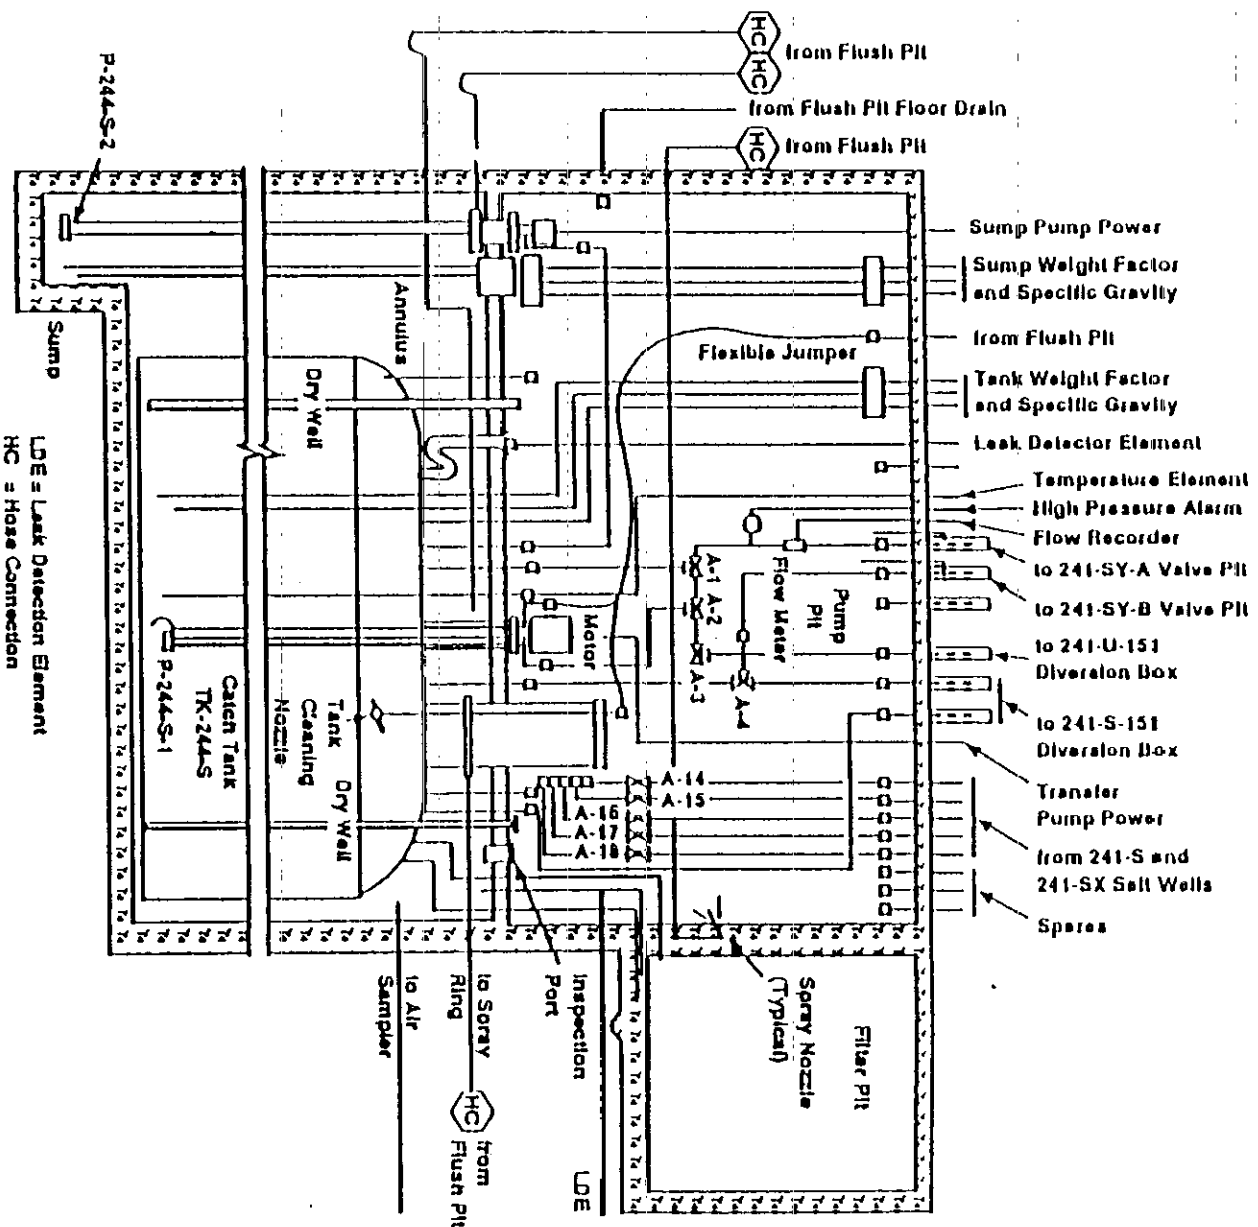 HC
HC
from Flush Pit
from Flush Pit Floor Drain
HC
from Flush Pit
P-244-S-2
Sump Pump Power
Sump Weight Factor
and Specific Gravity
from Flush Pit
Flexible Jumper
Tank Weight Factor
and Specific Gravity
Leak Detector Element
Temperature Element
High Pressure Alarm
Flow Recorder
to 241-SY-A Valve Pit
to 241-SY-B Valve Pit
to 241-U-151
Diversion Box
to 241-S-151
Diversion Box
Transfer
Pump Power
from 241-S and
241-SX Salt Wells
Spares
Annulus
Sump
Dry Well
A-1
A-2
A-3
A-4
Flow Meter
Pump
Pit
Motor
P-244-S-1
Catch Tank
TK-244-S
Tank
Cleaning
Nozzle
Dry Well
A-14
A-15
A-16
A-17
A-18
Inspection
Port
to Spray
Ring
to Air
Sampler
Spray Nozzle
(Typical)
Filter Pit
HC
from
Flush Pit
LDE
LDE = Leak Detection Element
HC = Hose Connection